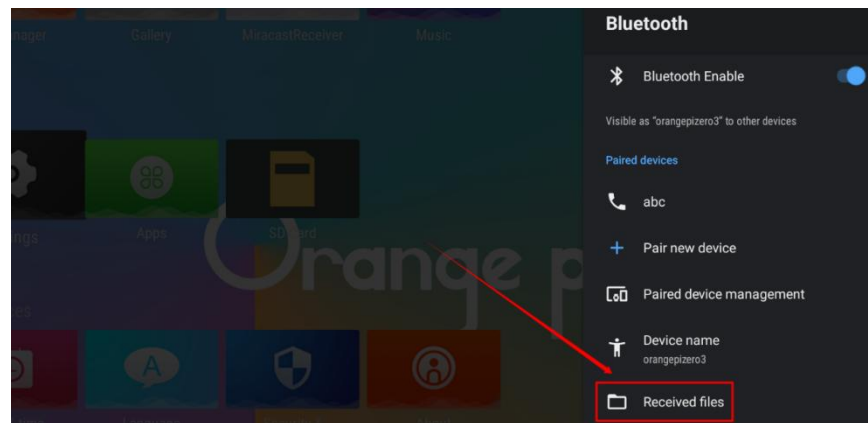 Gallery
MiracastReceiver
Music
Bluetooth
Bluetooth Enable
Visible as "orangepizero3" to other devices
Paired devices
abc
Pair new device
Paired device management
Device name
orangepizero3
Received files
Apps
Orange p
A